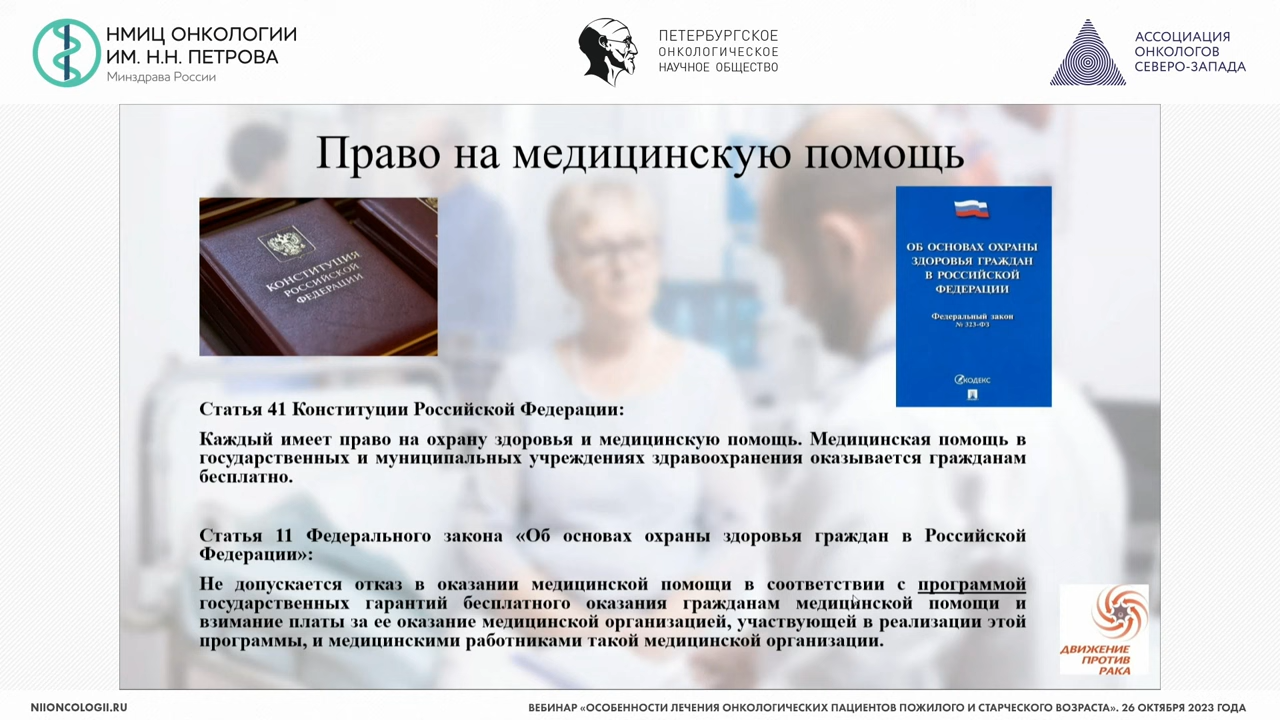 НМИЦ ОНКОЛОГИИ
ИМ. Н.Н. ПЕТРОВА
Минздрава России
ПЕТЕРБУРГСКОЕ
ОНКОЛОГИЧЕСКОЕ
НАУЧНОЕ ОБЩЕСТВО
АССОЦИАЦИЯ
ОНКОЛОГОВ
СЕВЕРО-ЗАПАДА
Право на медицинскую помощь
КОНСТИТУЦИЯ
РОССИЙСКОЙ
ФЕДЕРАЦИИ
ОБ ОСНОВАХ ОХРАНЫ
ЗДОРОВЬЯ ГРАЖДАН
В РОССИЙСКОЙ
ФЕДЕРАЦИИ
Федеральный закон
№ 323-ФЗ
КОДЕКС
Статья 41 Конституции Российской Федерации:
Каждый имеет право на охрану здоровья и медицинскую помощь. Медицинская помощь в
государственных и муниципальных учреждениях здравоохранения оказывается гражданам
бесплатно.
Статья 11 Федерального закона «Об основах охраны здоровья граждан в Российской
Федерации»:
Не допускается отказ в оказании медицинской помощи в соответствии с программой
государственных гарантий бесплатного оказания гражданам медицинской помощи и
взимание платы за ее оказание медицинской организацией, участвующей в реализации этой
программы, и медицинскими работниками такой медицинской организации.
ДВИЖЕНИЕ
ПРОТИВ
РАКА
NIIONCOLOGII.RU
ВЕБИНАР «ОСОБЕННОСТИ ЛЕЧЕНИЯ ОНКОЛОГИЧЕСКИХ ПАЦИЕНТОВ ПОЖИЛОГО И СТАРЧЕСКОГО ВОЗРАСТА». 26 ОКТЯБРЯ 2023 ГОДА